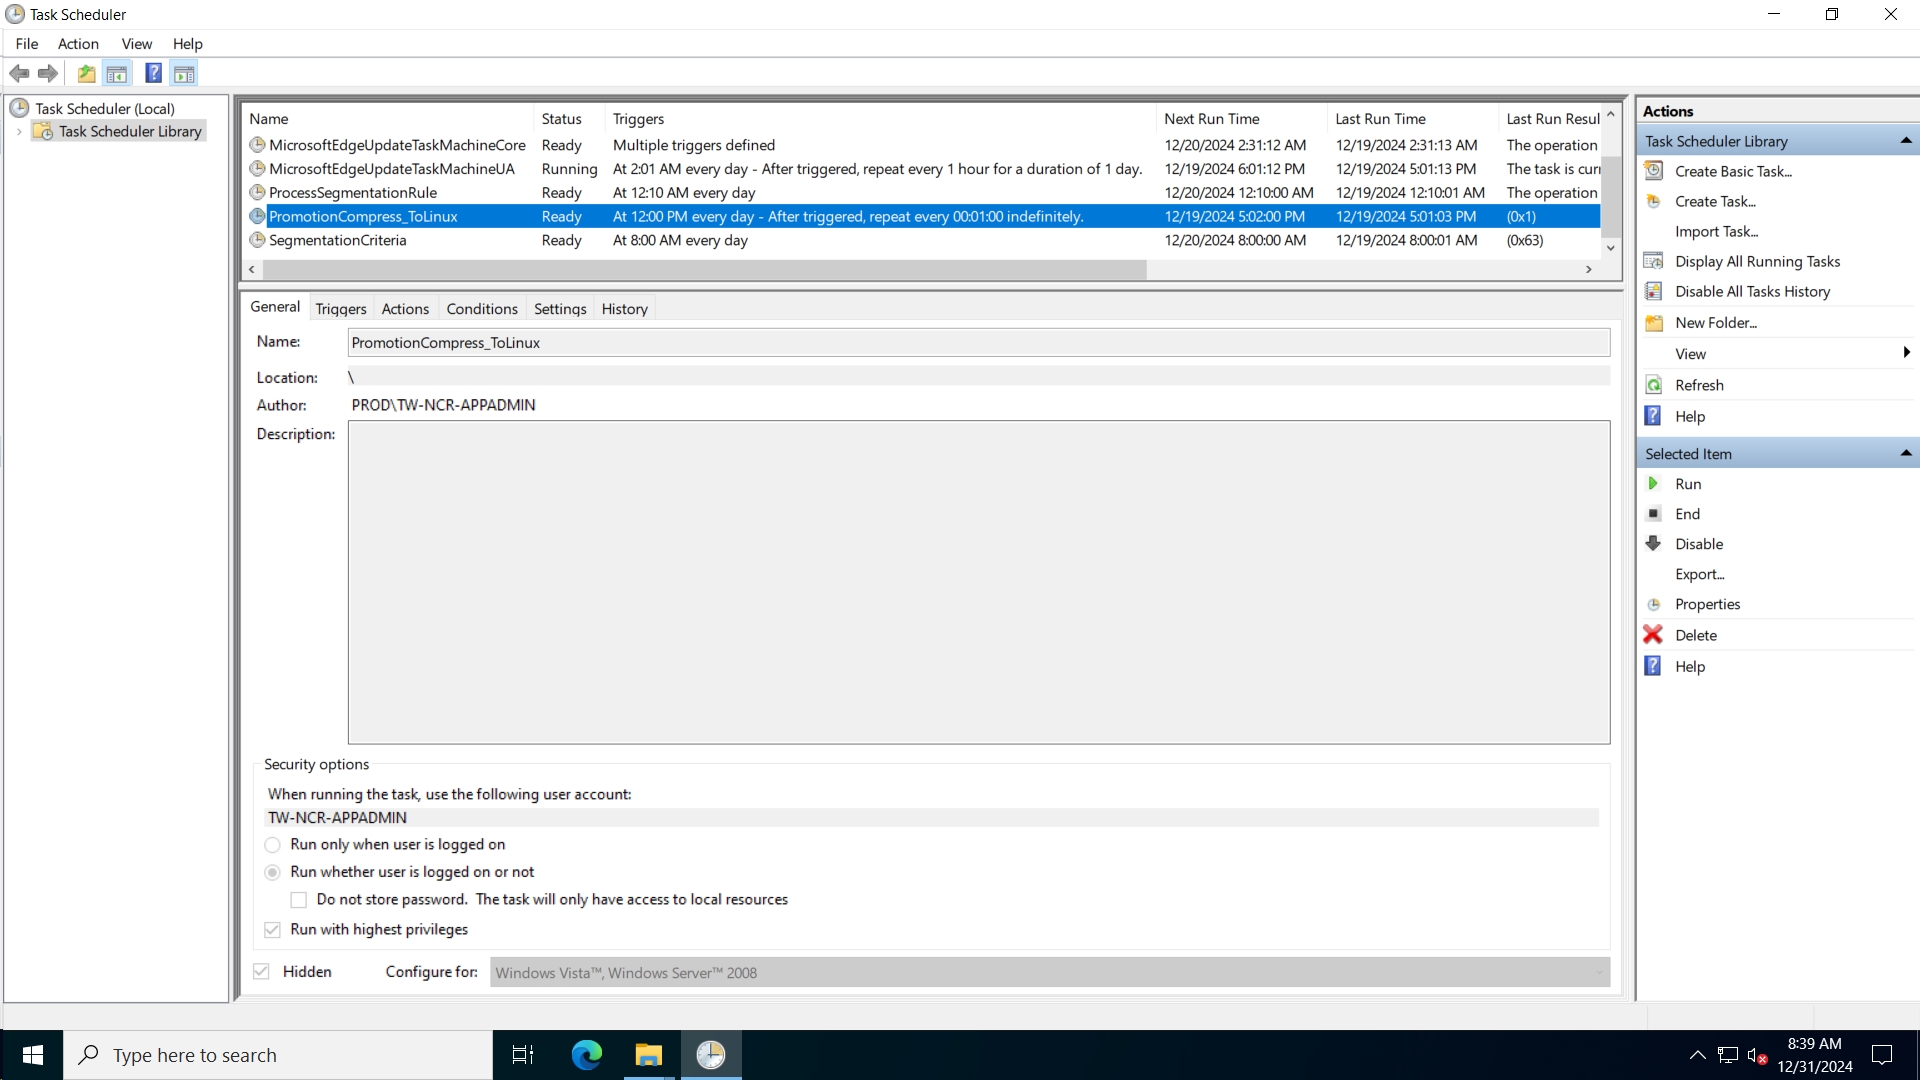 Task Scheduler
File Action View Help
Task Scheduler (Local)
Task Scheduler Library
Name Status Triggers Next Run Time Last Run Time Last Run Resul
MicrosoftEdgeUpdateTaskMachineCore Ready Multiple triggers defined 12/20/2024 2:31:12 AM 12/19/2024 2:31:13 AM The operation
MicrosoftEdgeUpdateTaskMachineUA Running At 2:01 AM every day - After triggered, repeat every 1 hour for a duration of 1 day. 12/19/2024 6:01:12 PM 12/19/2024 5:01:13 PM The task is curr
ProcessSegmentationRule Ready At 12:10 AM every day 12/20/2024 12:10:00 AM 12/19/2024 12:10:01 AM The operation
PromotionCompress_ToLinux Ready At 12:00 PM every day - After triggered, repeat every 00:01:00 indefinitely. 12/19/2024 5:02:00 PM 12/19/2024 5:01:03 PM (0x1)
SegmentationCriteria Ready At 8:00 AM every day 12/20/2024 8:00:00 AM 12/19/2024 8:00:01 AM (0x63)
General Triggers Actions Conditions Settings History
Name: PromotionCompress_ToLinux
Location: \
Author: PROD\TW-NCR-APPADMIN
Description:
Security options
When running the task, use the following user account:
TW-NCR-APPADMIN
Run only when user is logged on
Run whether user is logged on or not
Do not store password. The task will only have access to local resources
Run with highest privileges
Hidden Configure for: Windows Vista™, Windows Server™ 2008
Actions
Task Scheduler Library
Create Basic Task...
Create Task...
Import Task...
Display All Running Tasks
Disable All Tasks History
New Folder...
View
Refresh
Help
Selected Item
Run
End
Disable
Export...
Properties
Delete
Help
Type here to search
8:39 AM
12/31/2024